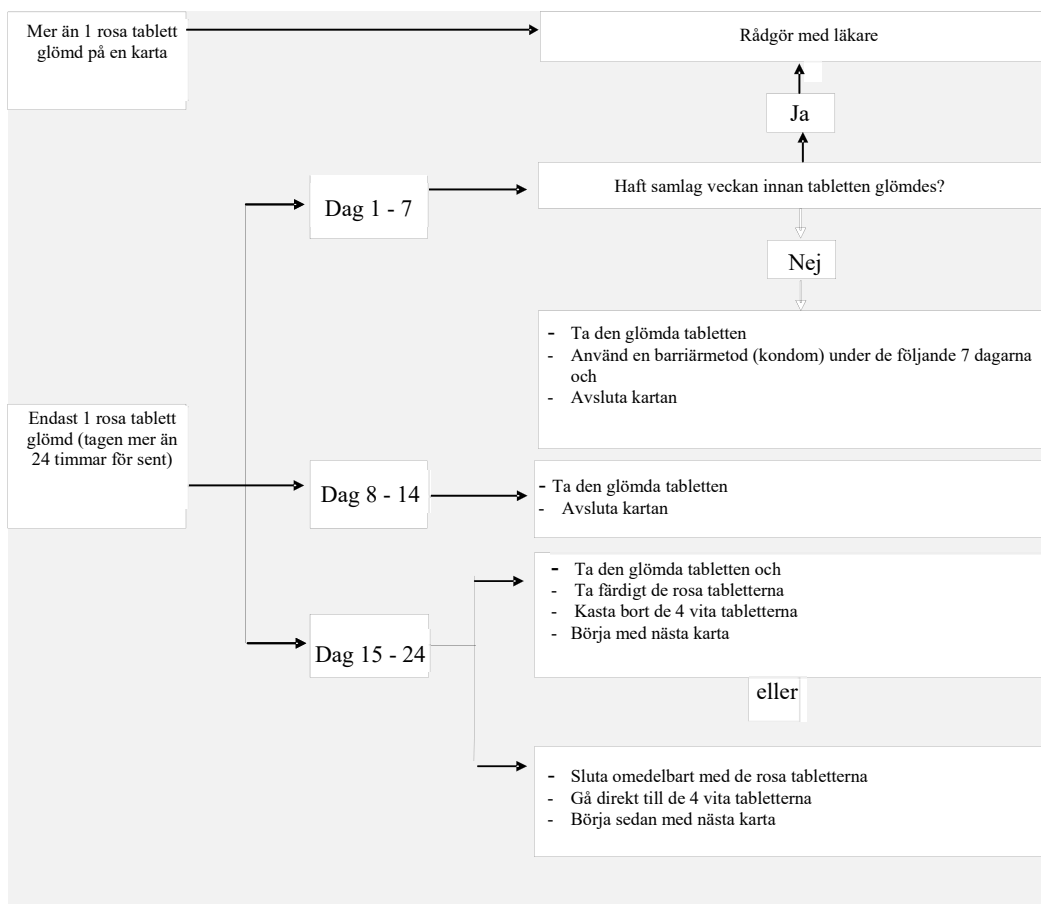 Mer än 1 rosa tablett
glömd på en karta
Rådgör med läkare
Ja
Haft samlag veckan innan tabletten glömdes?
Dag 1 - 7
Nej
- Ta den glömda tabletten
- Använd en barriärmetod (kondom) under de följande 7 dagarna
och
- Avsluta kartan
Endast 1 rosa tablett
glömd (tagen mer än
24 timmar för sent)
Dag 8 - 14
- Ta den glömda tabletten
- Avsluta kartan
Dag 15 - 24
- Ta den glömda tabletten och
- Ta färdigt de rosa tabletterna
- Kasta bort de 4 vita tabletterna
- Börja med nästa karta
eller
- Sluta omedelbart med de rosa tabletterna
- Gå direkt till de 4 vita tabletterna
- Börja sedan med nästa karta